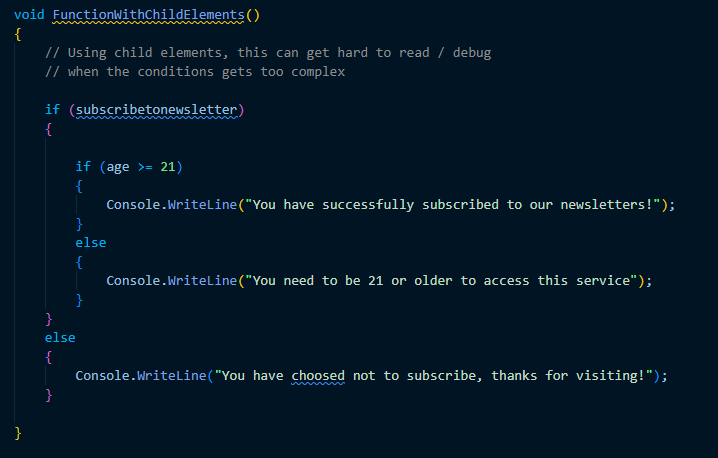 void FunctionWithChildElements()
{
// Using child elements, this can get hard to read / debug
// when the conditions gets too complex
if (subscribetonewsletter)
{
if (age >= 21)
{
Console.WriteLine("You have successfully subscribed to our newsletters!");
}
else
{
Console.WriteLine("You need to be 21 or older to access this service");
}
}
else
{
Console.WriteLine("You have choosed not to subscribe, thanks for visiting!");
}
}